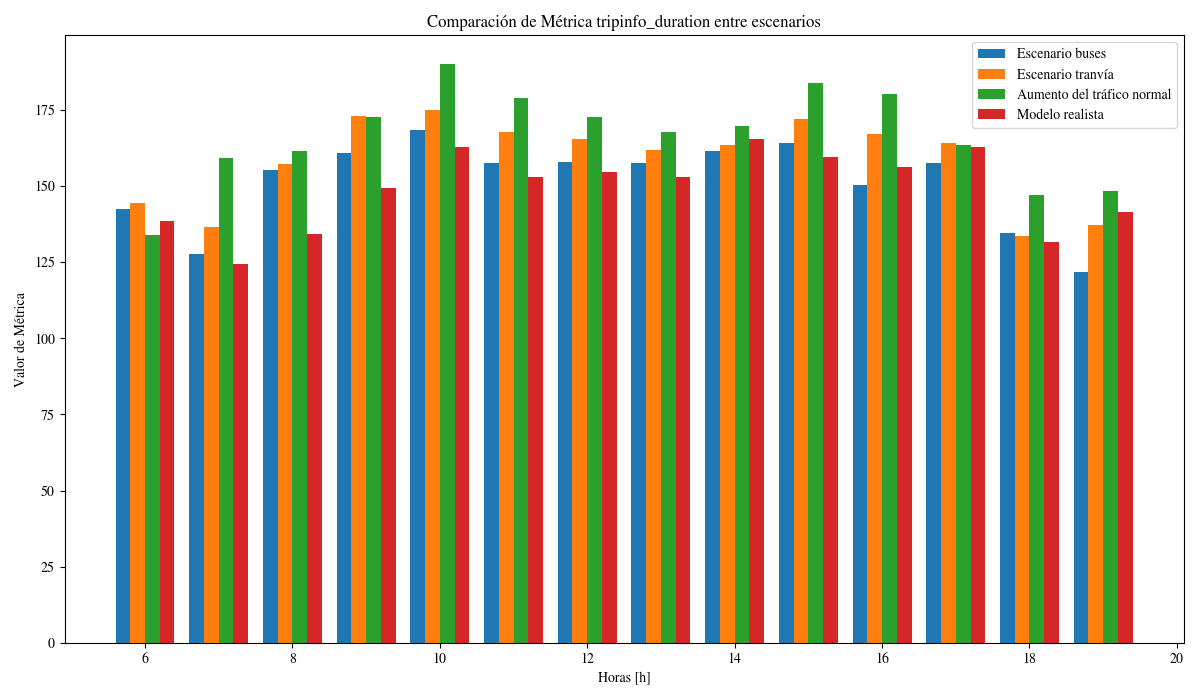 Comparación de Métrica tripinfo_duration entre escenarios
Escenario buses
Escenario tranvía
Aumento del tráfico normal
Modelo realista
Valor de Métrica
175
150
125
100
75
50
25
0
6 8 10 12 14 16 18 20
Horas [h]